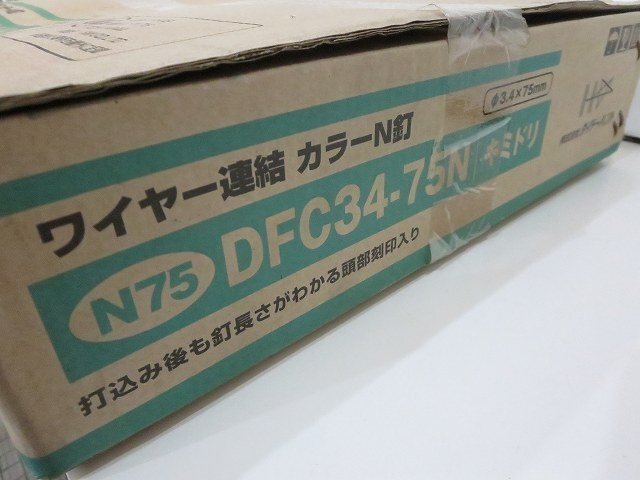 φ3.4×75mm
ワイヤー連結 カラーN釘
N75 DFC34-75N キミドリ
打込み後も釘長さがわかる頭部刻印入り